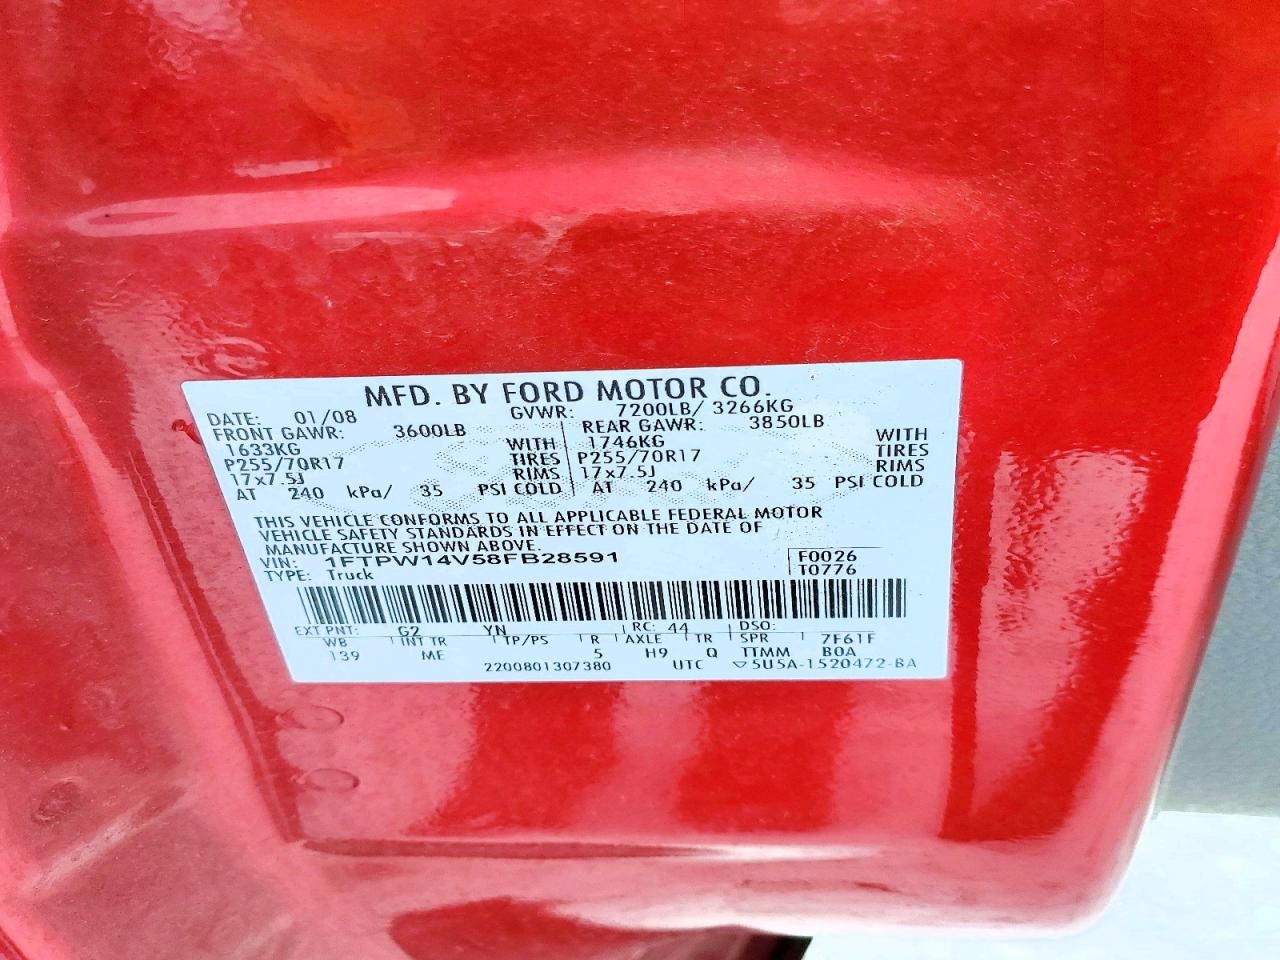 MFD. BY FORD MOTOR CO.
DATE: 01/08 GVWR: 7200LB/ 3266KG
FRONT GAWR: 3600LB REAR GAWR: 3850LB
1633KG WITH 1746KG WITH
P255/70R17 TIRES P255/70R17 TIRES
17x7.5J RIMS 17x7.5J RIMS
AT 240 kPa/ 35 PSI COLD AT 240 kPa/ 35 PSI COLD
THIS VEHICLE CONFORMS TO ALL APPLICABLE FEDERAL MOTOR
VEHICLE SAFETY STANDARDS IN EFFECT ON THE DATE OF
MANUFACTURE SHOWN ABOVE.
VIN: 1FTPW14V58FB28591 F0026
TYPE: Truck T0776
EXT PNT: G2 YN RC: 44 DSO:
WB INT TR TP/PS R AXLE TR SPR 7F61F
139 ME 5 H9 Q TTMM B0A
2200801307380 UTC ▽5U5A-1520472-BA